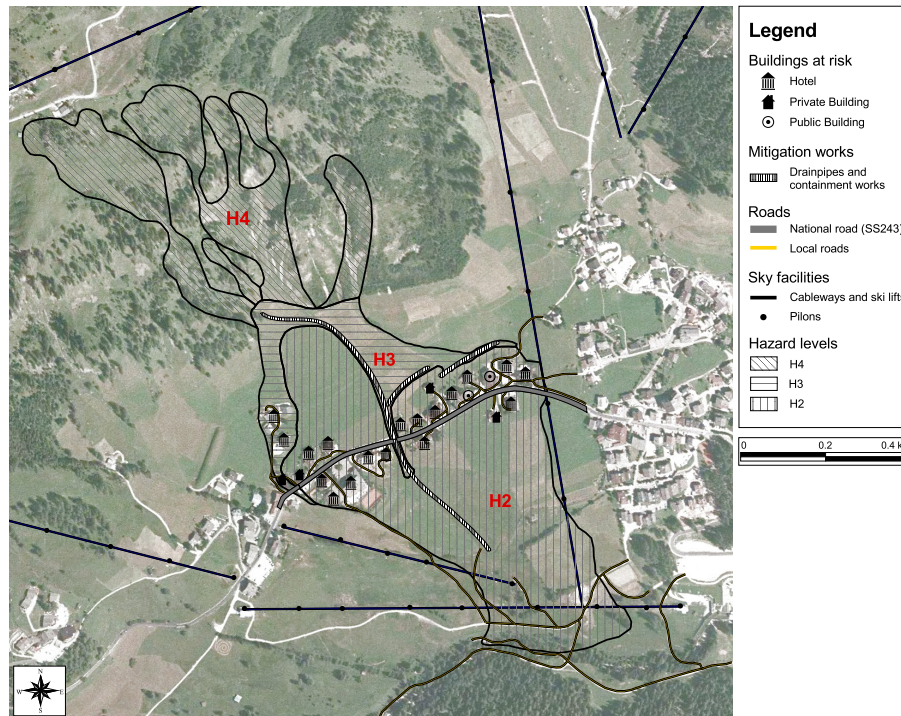 Legend
Buildings at risk
Hotel
Private Building
Public Building
Mitigation works
Drainpipes and
containment works
Roads
National road (SS243)
Local roads
Sky facilities
Cableways and ski lifts
Pilons
Hazard levels
H4
H3
H2
0 0.2 0.4 k
H4
H3
H2
N
W E
S